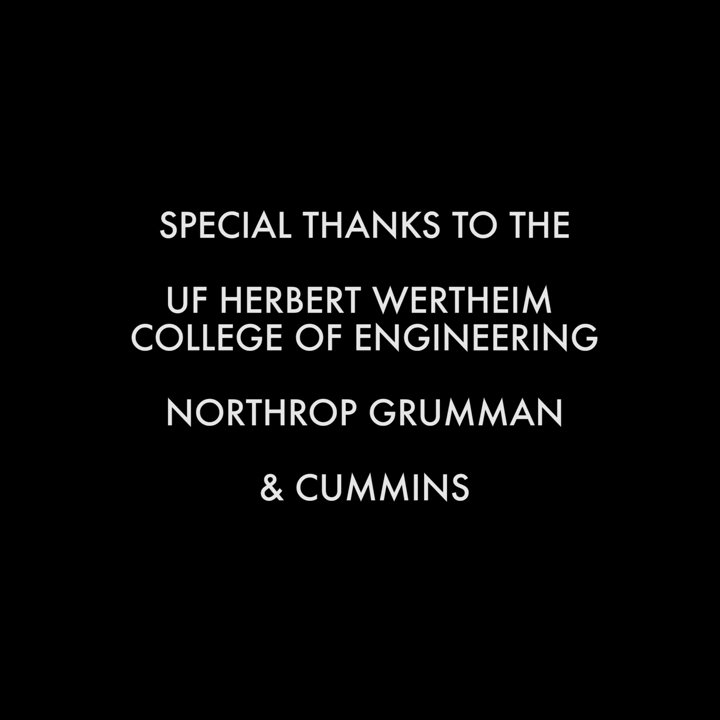 SPECIAL THANKS TO THE
UF HERBERT WERTHEIM
COLLEGE OF ENGINEERING
NORTHROP GRUMMAN
& CUMMINS